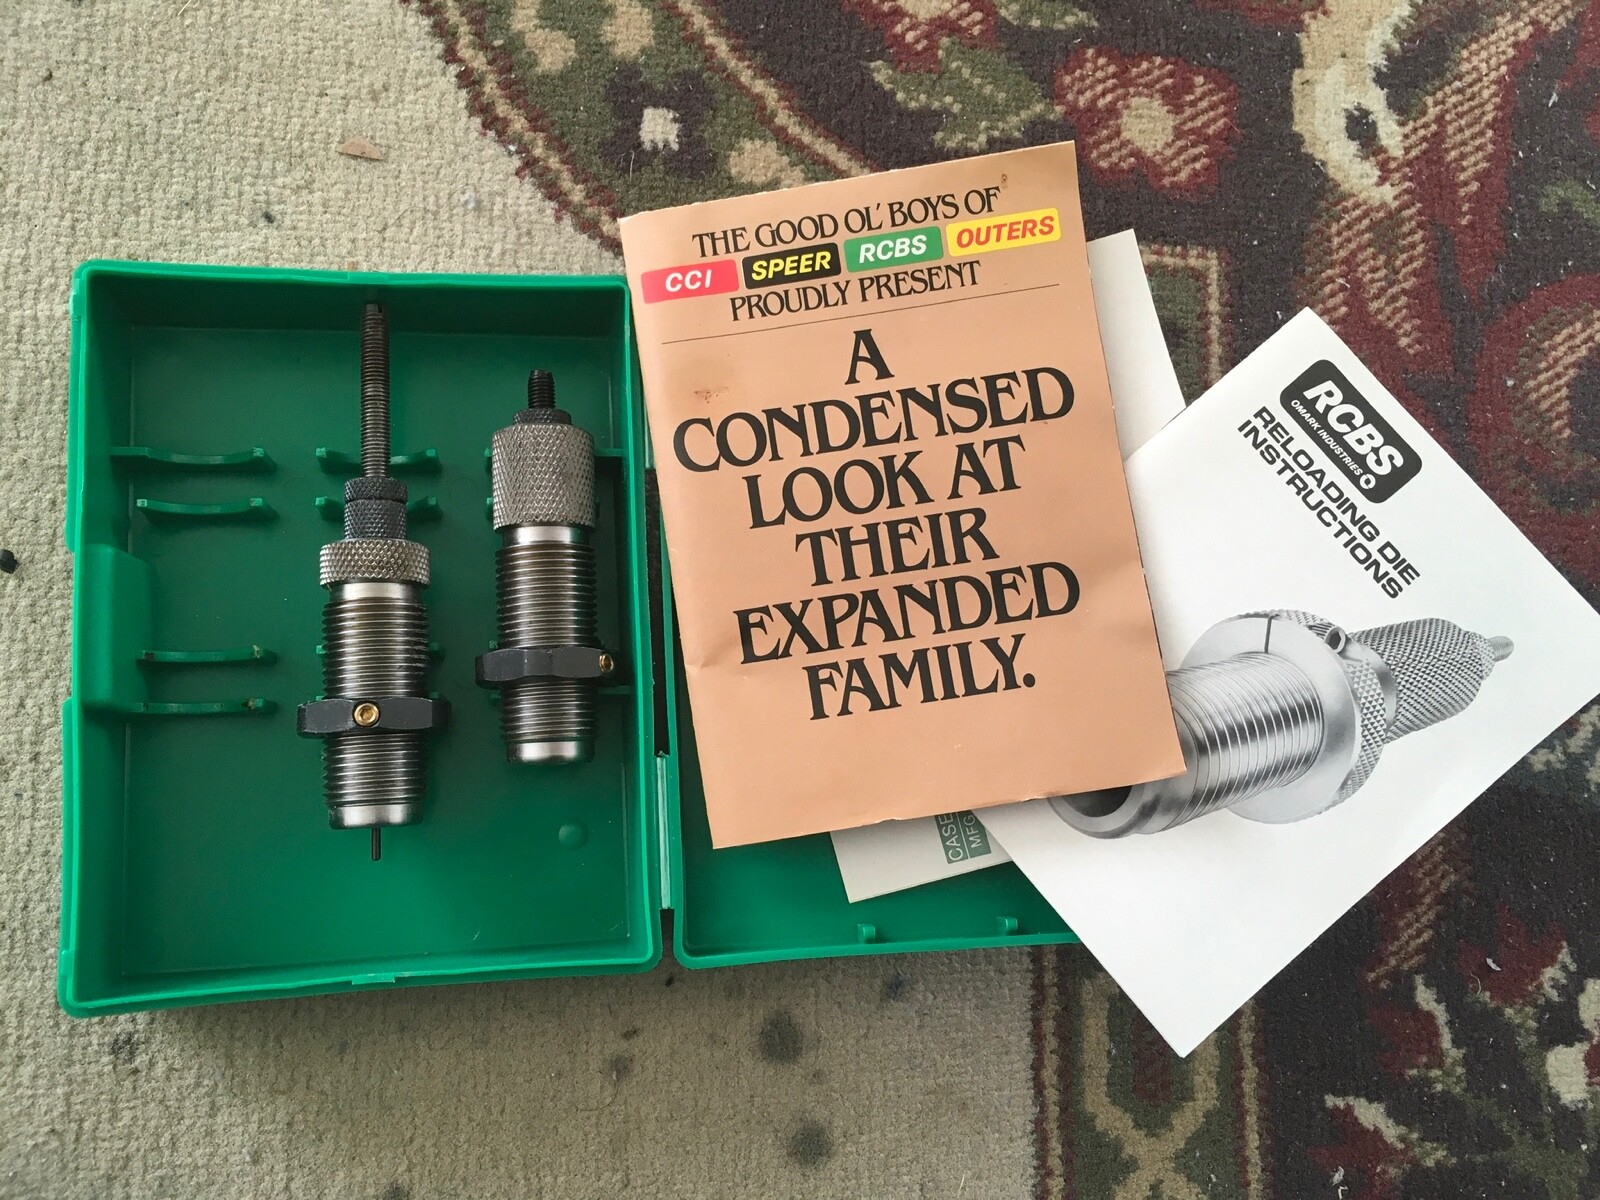 THE GOOD OL' BOYS OF
CCI SPEER RCBS OUTERS
PROUDLY PRESENT
A
CONDENSED
LOOK AT
THEIR
EXPANDED
FAMILY.
RCBS
OMARK INDUSTRIES
RELOADING DIE
INSTRUCTIONS
CASE
MFG